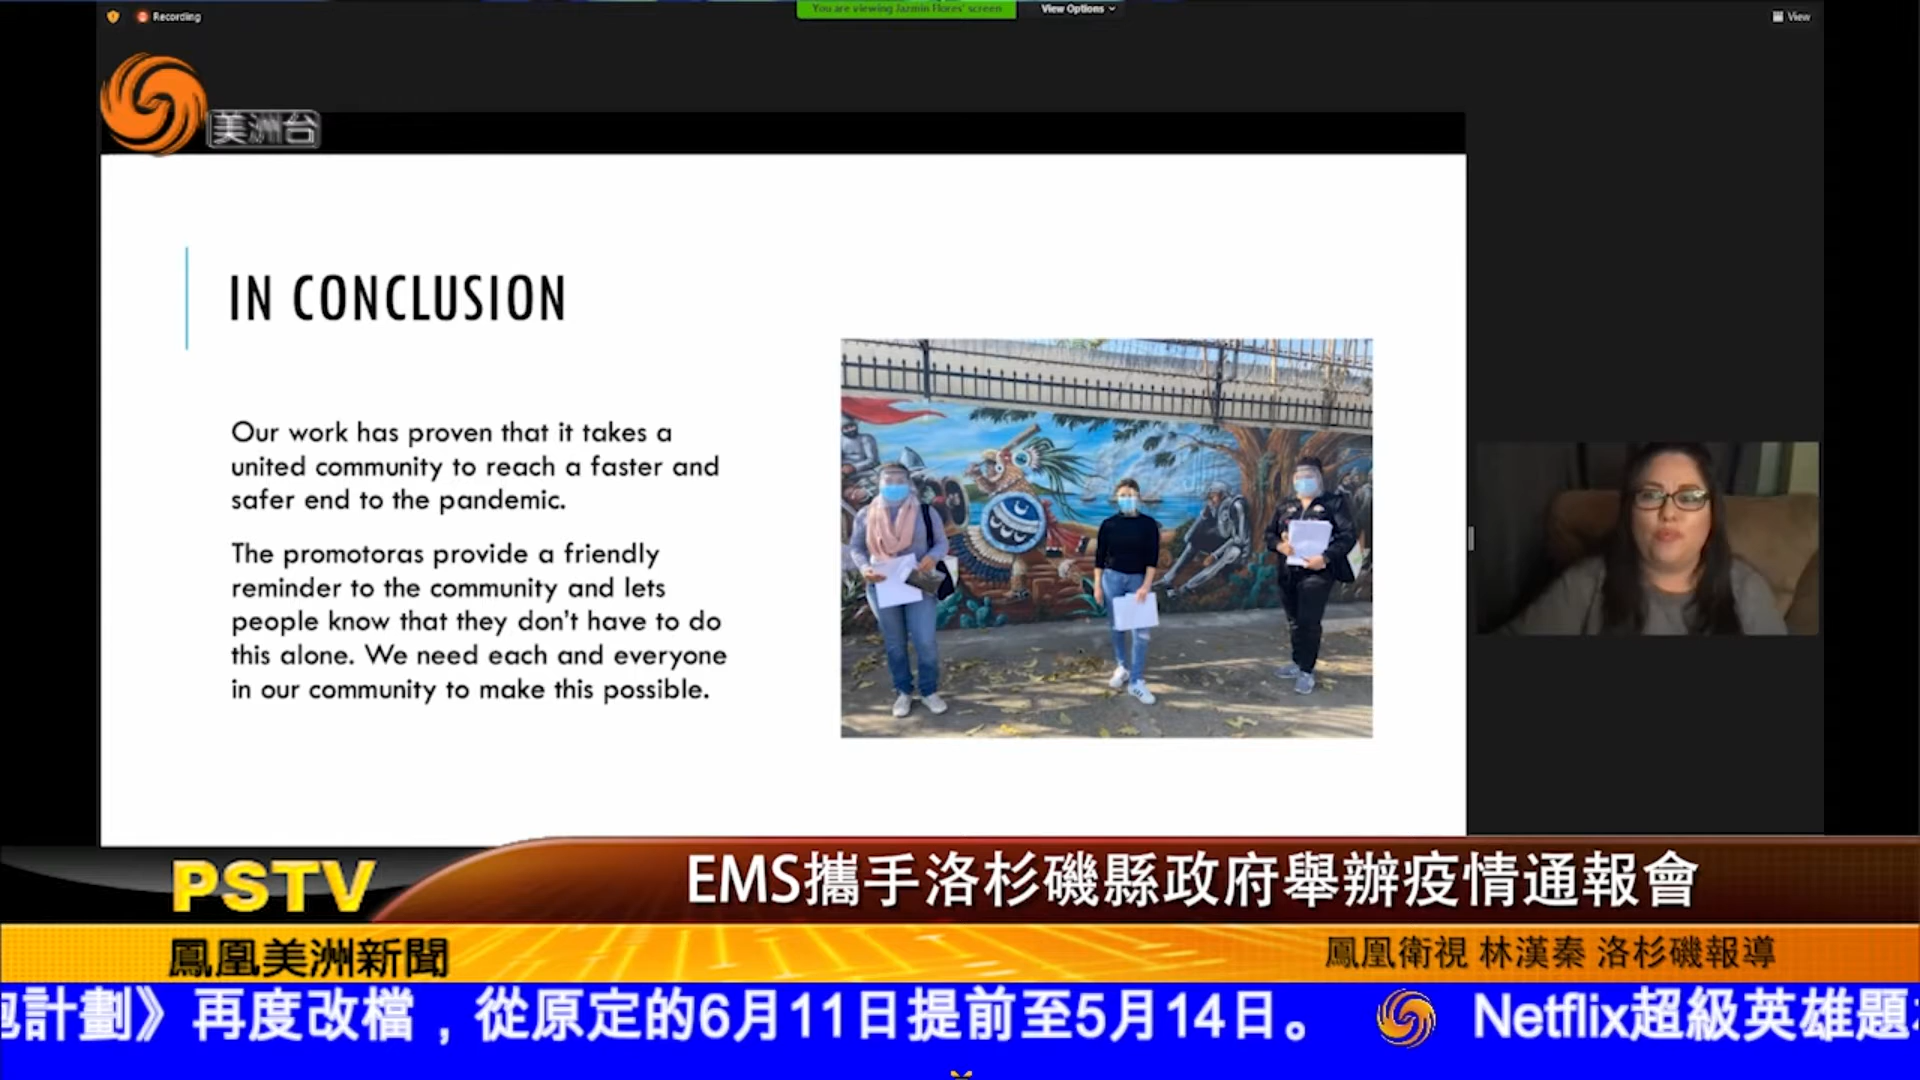 Recording
You are viewing Jazmin Flores' screen
View Options
View
美洲台
IN CONCLUSION
Our work has proven that it takes a
united community to reach a faster and
safer end to the pandemic.
The promotoras provide a friendly
reminder to the community and lets
people know that they don't have to do
this alone. We need each and everyone
in our community to make this possible.
PSTV
EMS攜手洛杉磯縣政府舉辦疫情通報會
鳳凰美洲新聞
鳳凰衛視 林漢秦 洛杉磯報導
計劃》再度改檔，從原定的6月11日提前至5月14日。 Netflix超級英雄題